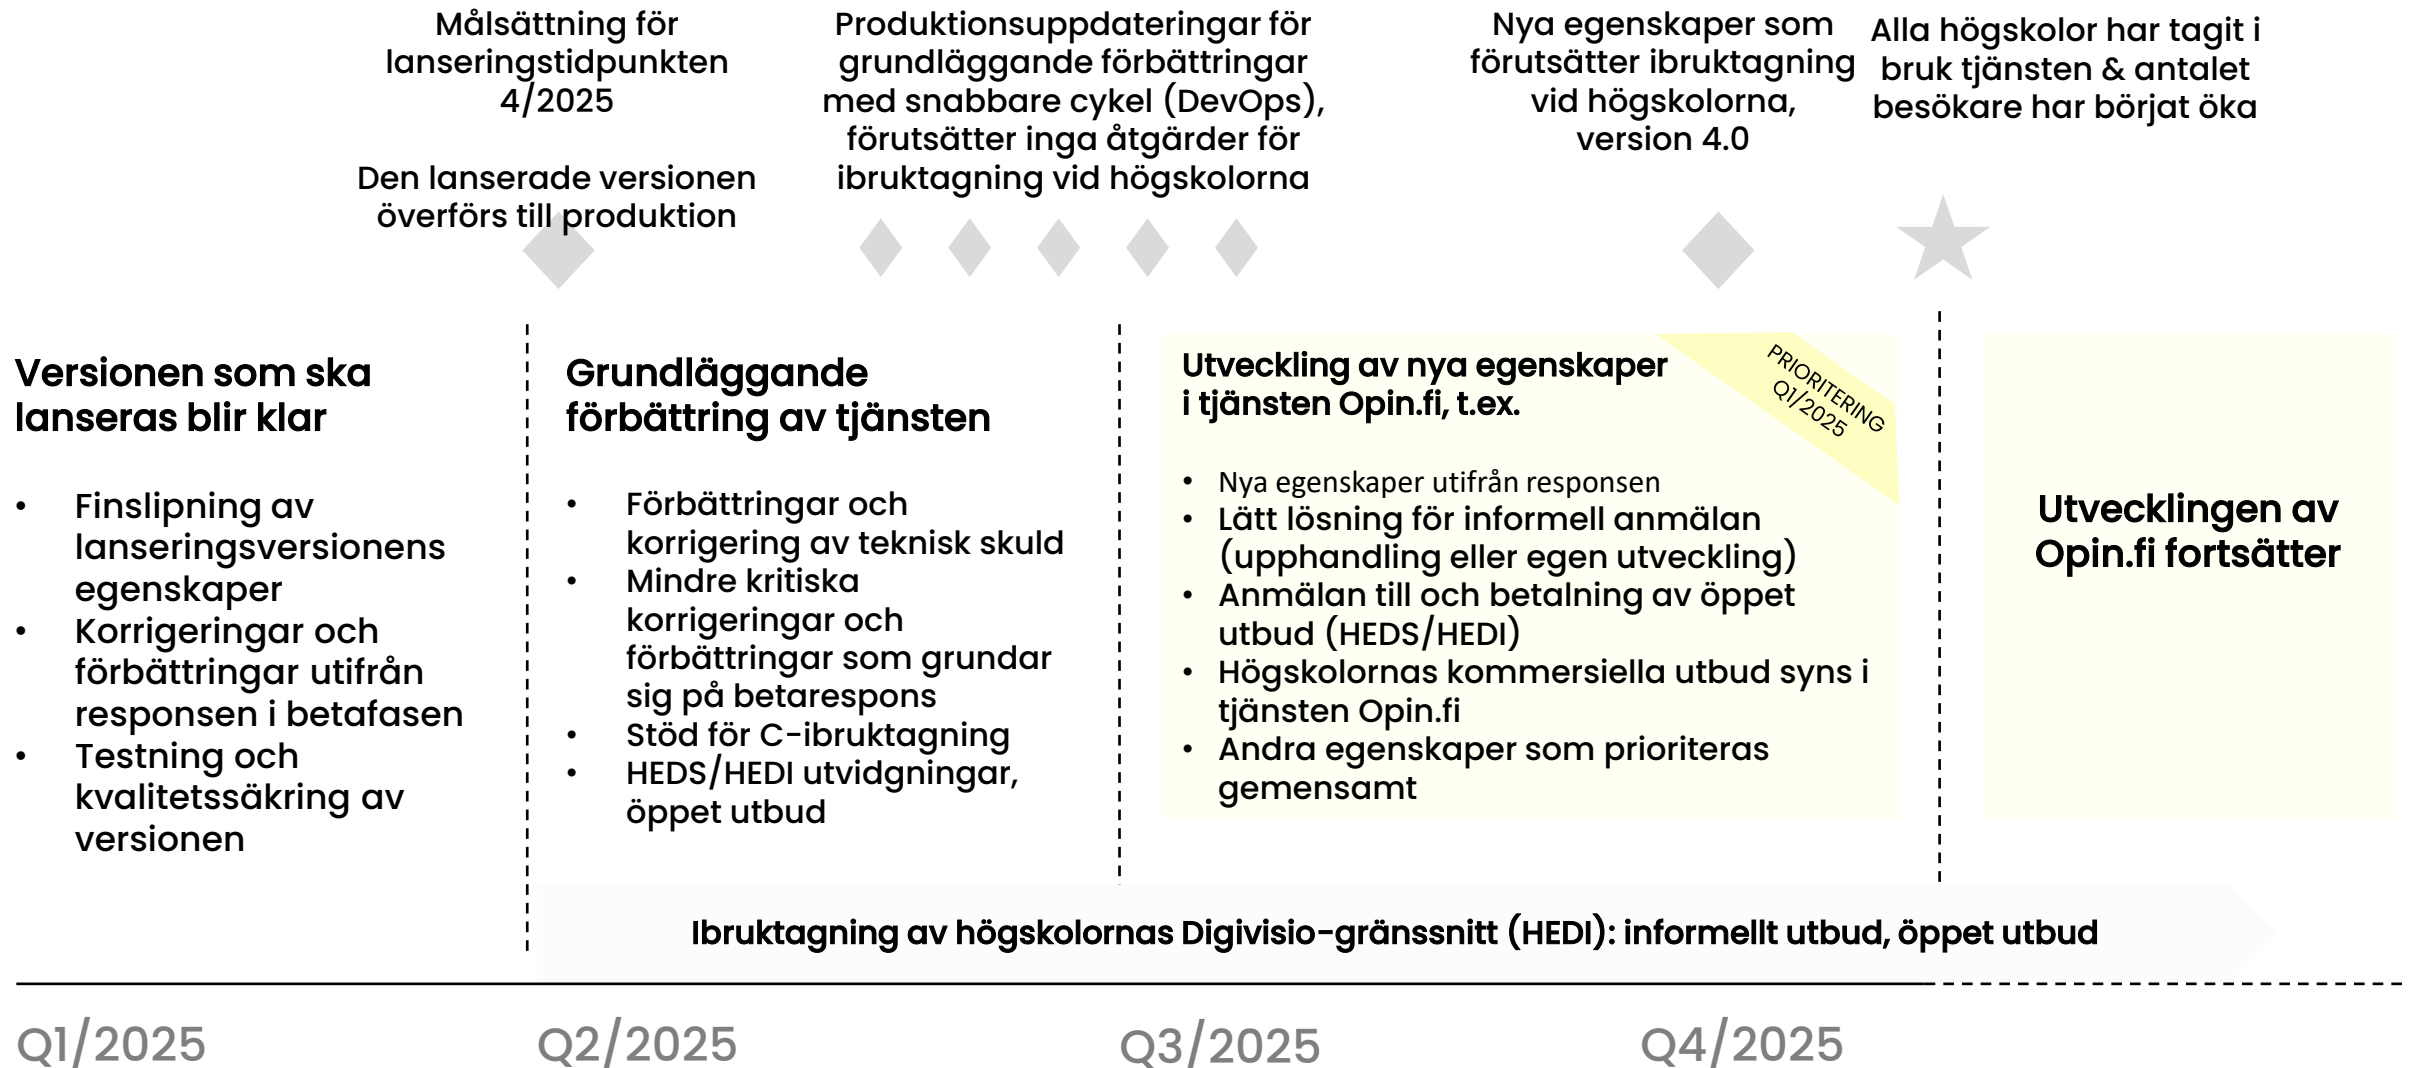 Målsättning för
lanseringstidpunkten
4/2025
Den lanserade versionen
överförs till produktion
Produktionsuppdateringar för
grundläggande förbättringar
med snabbare cykel (DevOps),
förutsätter inga åtgärder för
ibruktagning vid högskolorna
Nya egenskaper som
förutsätter ibruktagning
vid högskolorna,
version 4.0
Alla högskolor har tagit i
bruk tjänsten & antalet
besökare har börjat öka
Versionen som ska
lanseras blir klar
• Finslipning av
lanseringsversionens
egenskaper
• Korrigeringar och
förbättringar utifrån
responsen i betafasen
• Testning och
kvalitetssäkring av
versionen
Grundläggande
förbättring av tjänsten
• Förbättringar och
korrigering av teknisk skuld
• Mindre kritiska
korrigeringar och
förbättringar som grundar
sig på betarespons
• Stöd för C-ibruktagning
• HEDS/HEDI utvidgningar,
öppet utbud
Utveckling av nya egenskaper
i tjänsten Opin.fi, t.ex.
PRIORITERING
Q1/2025
• Nya egenskaper utifrån responsen
• Lätt lösning för informell anmälan
(upphandling eller egen utveckling)
• Anmälan till och betalning av öppet
utbud (HEDS/HEDI)
• Högskolornas kommersiella utbud syns i
tjänsten Opin.fi
• Andra egenskaper som prioriteras
gemensamt
Utvecklingen av
Opin.fi fortsätter
Ibruktagning av högskolornas Digivisio-gränssnitt (HEDI): informellt utbud, öppet utbud
Q1/2025
Q2/2025
Q3/2025
Q4/2025